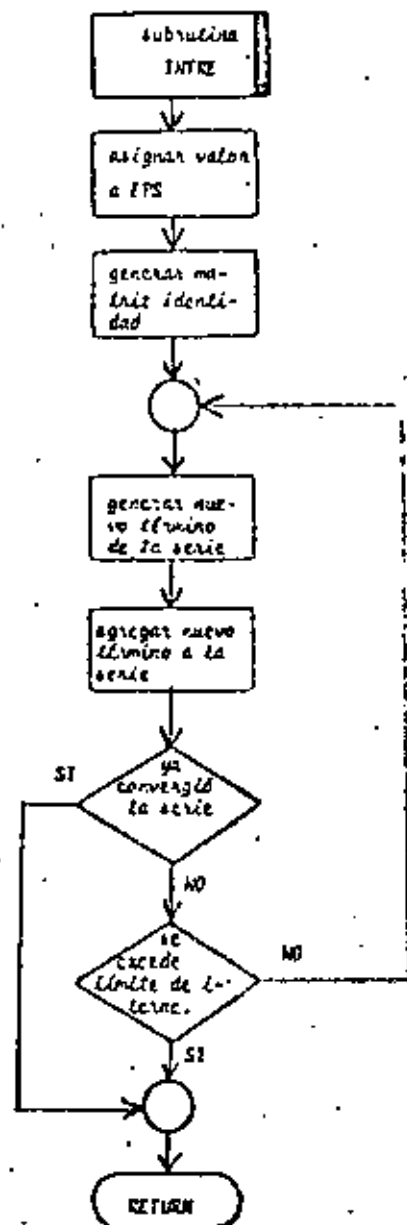 subrutina
INTRE
asignar valor
a EPS
generar ma-
triz identi-
dad
generar nue-
vo término
de la serie
agregar nuevo
término a la
serie
ya
convergió
la serie
SI
NO
se
excede
límite de i-
terac.
NO
SI
RETURN